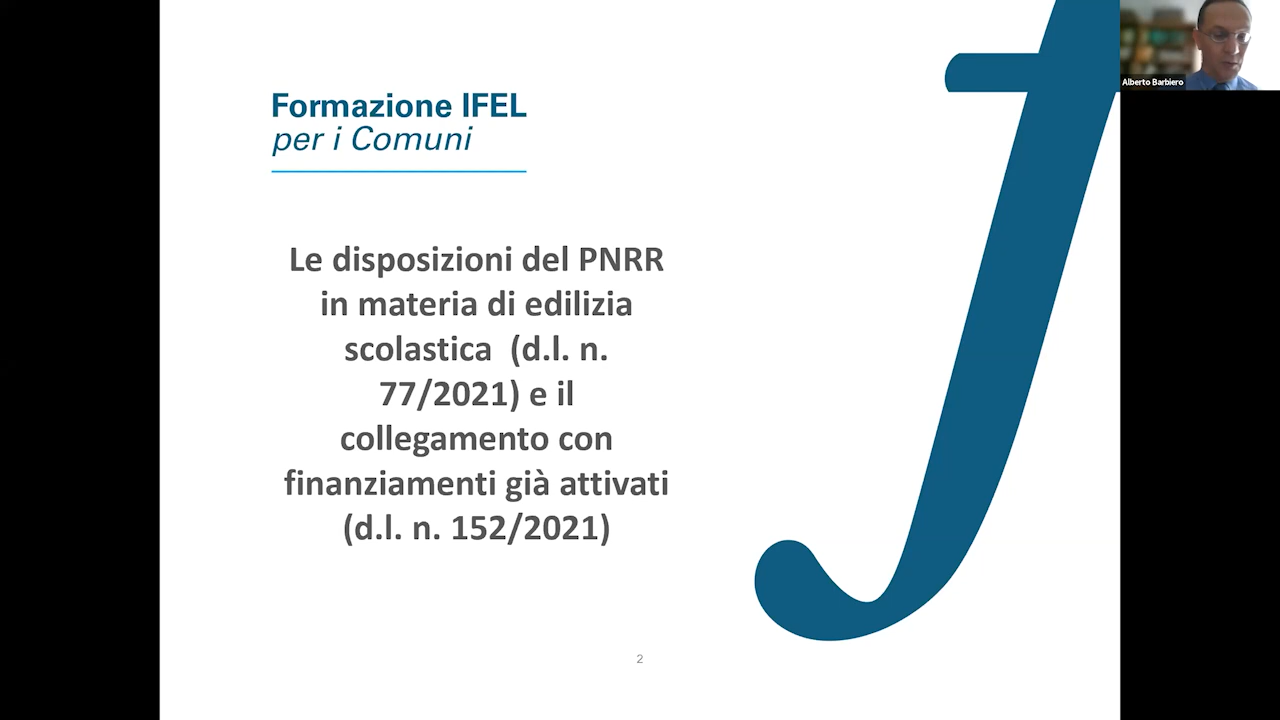 Formazione IFEL
per i Comuni
Le disposizioni del PNRR
in materia di edilizia
scolastica (d.l. n.
77/2021) e il
collegamento con
finanziamenti già attivati
(d.l. n. 152/2021)
2
Alberto Barbiero